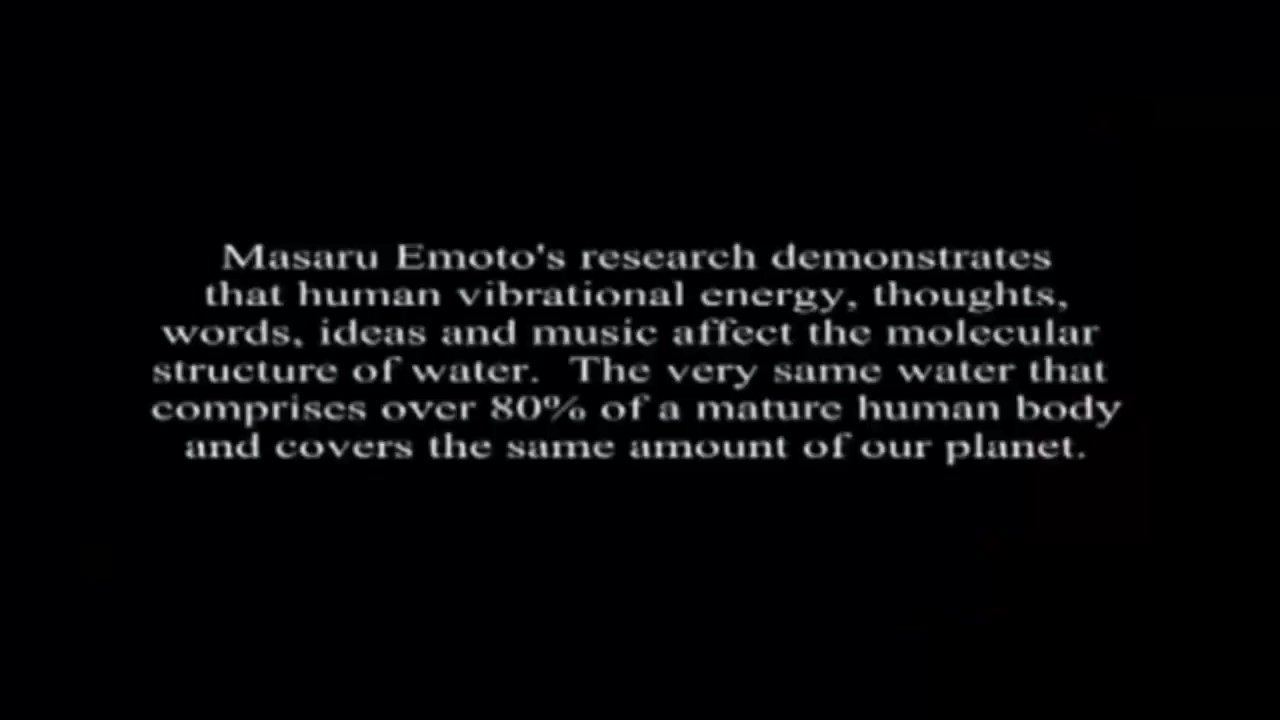 Masaru Emoto's research demonstrates
that human vibrational energy, thoughts,
words, ideas and music affect the molecular
structure of water.  The very same water that
comprises over 80% of a mature human body
and covers the same amount of our planet.